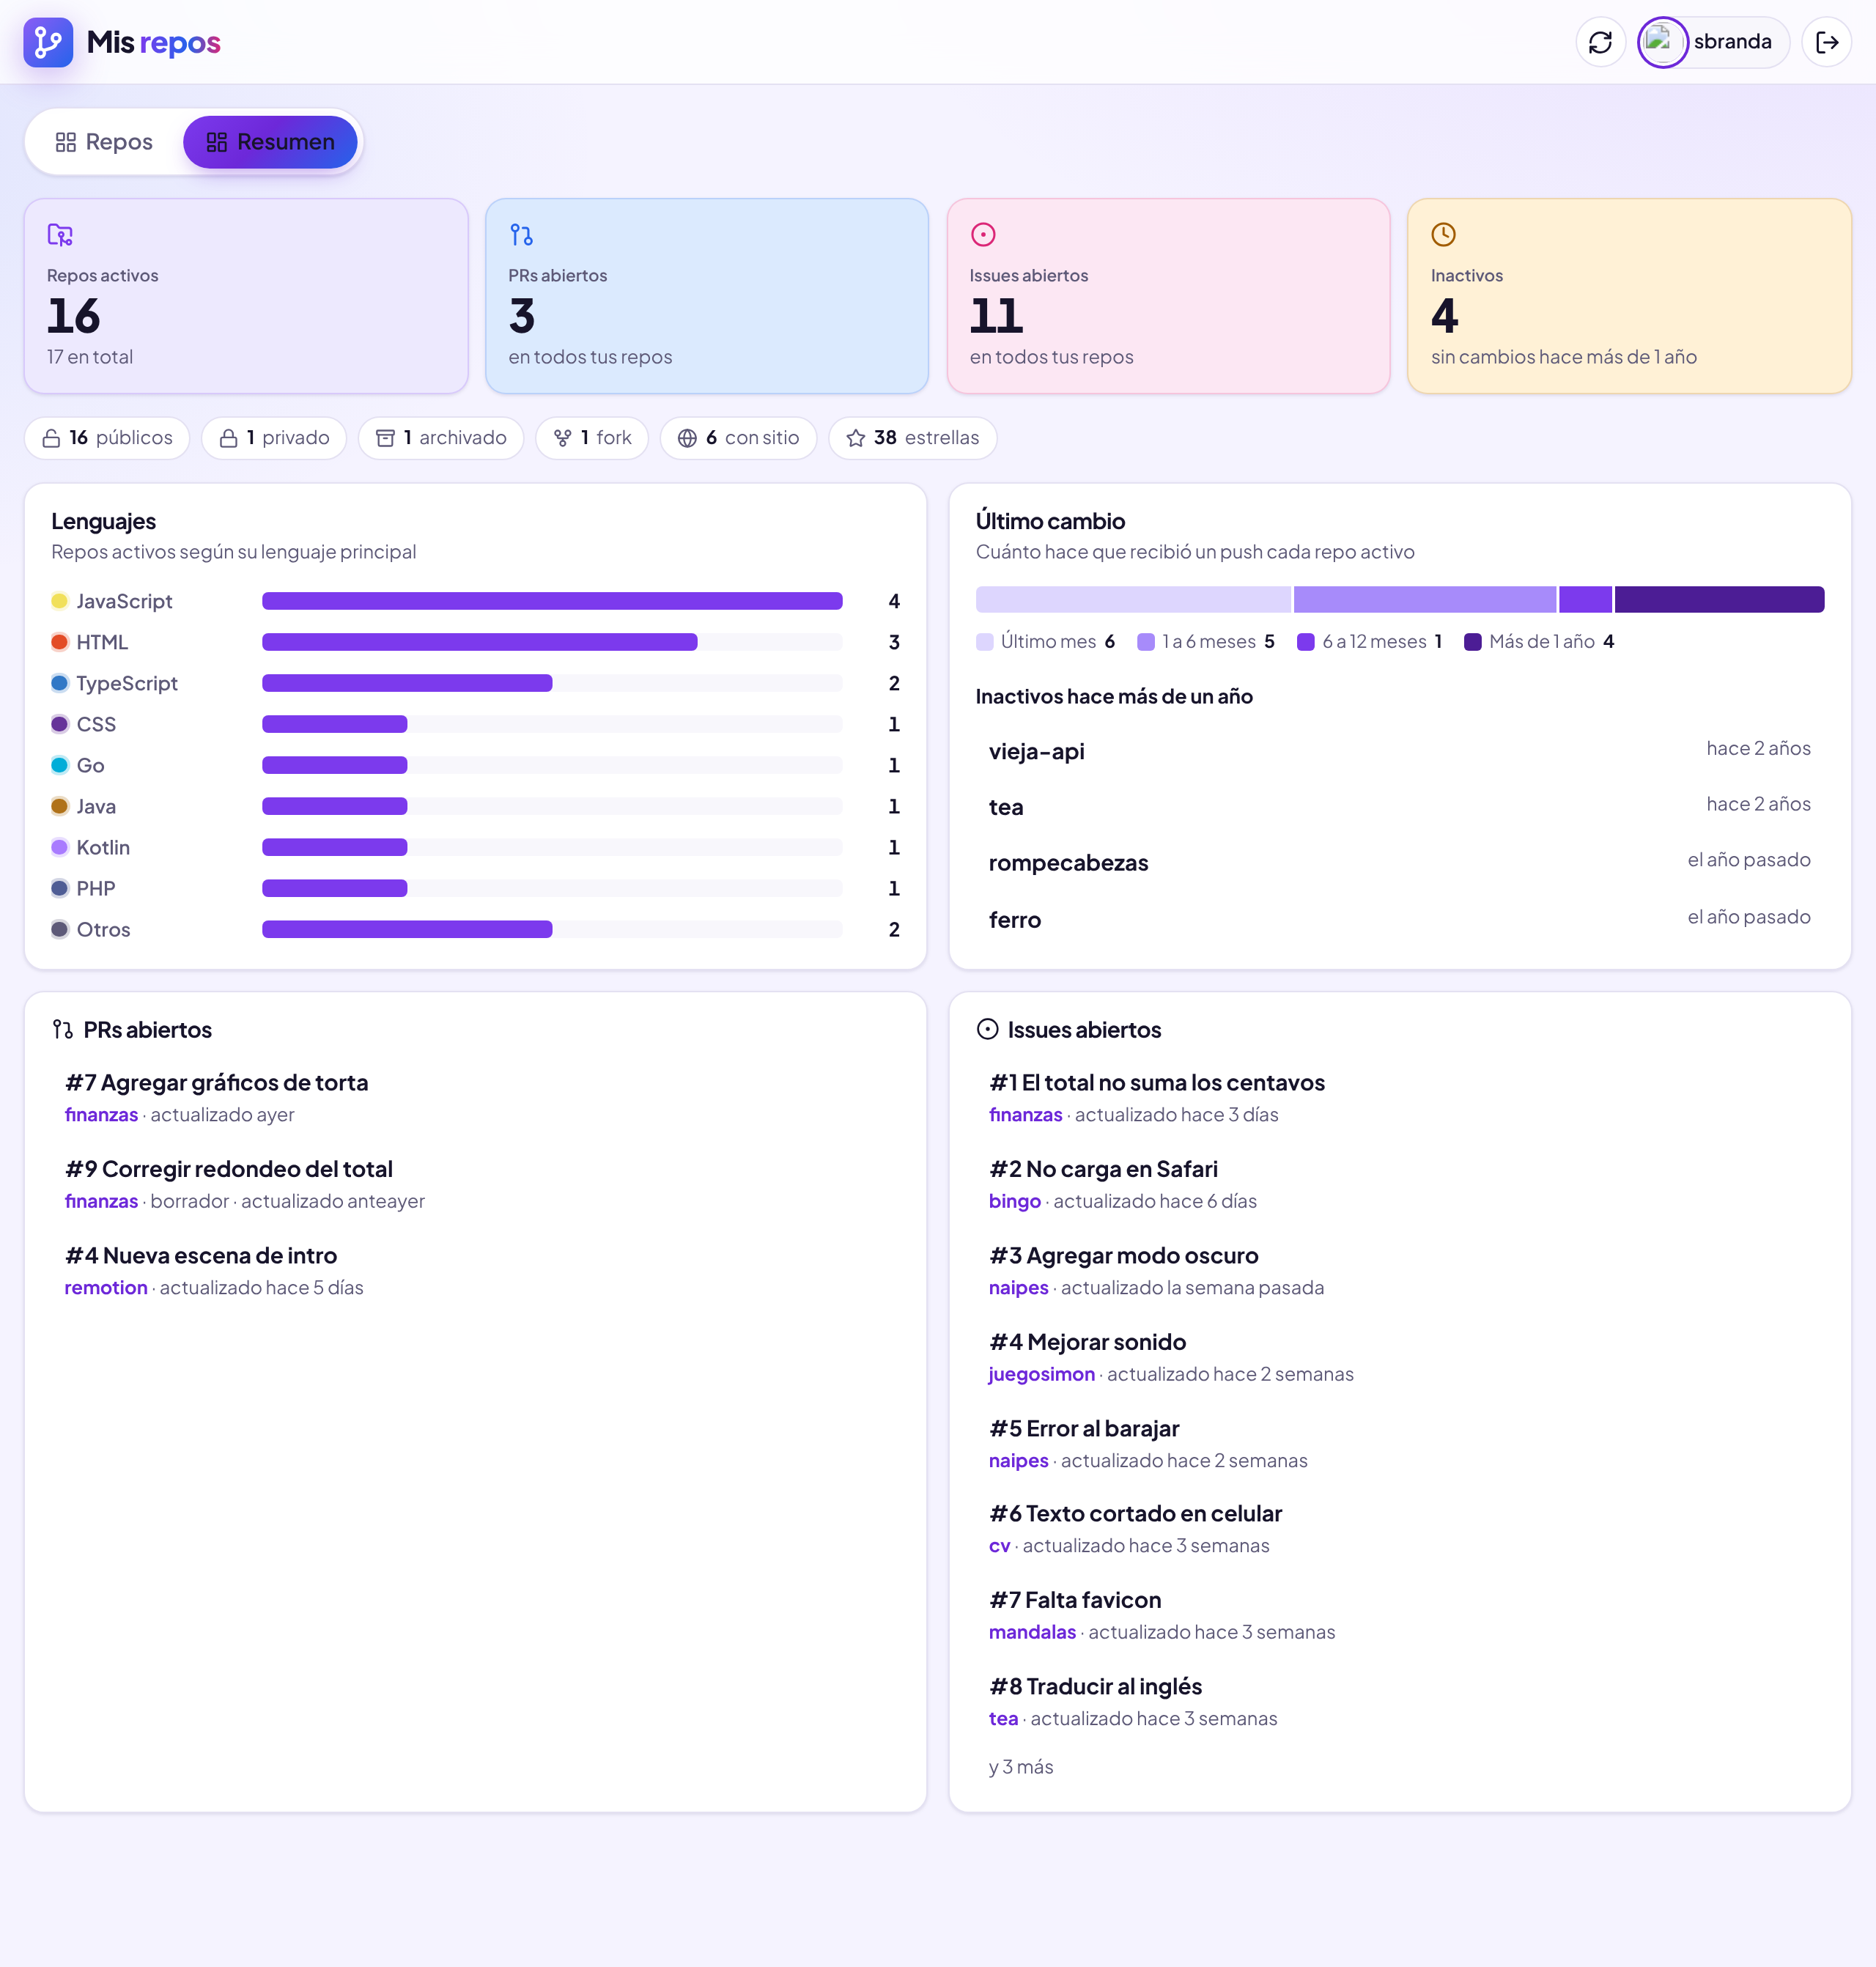 Mis repos
sbranda
Repos
Resumen
Repos activos
16
17 en total
PRs abiertos
3
en todos tus repos
Issues abiertos
11
en todos tus repos
Inactivos
4
sin cambios hace más de 1 año
16 públicos
1 privado
1 archivado
1 fork
6 con sitio
38 estrellas
Lenguajes
Repos activos según su lenguaje principal
JavaScript 4
HTML 3
TypeScript 2
CSS 1
Go 1
Java 1
Kotlin 1
PHP 1
Otros 2
Último cambio
Cuánto hace que recibió un push cada repo activo
Último mes 6
1 a 6 meses 5
6 a 12 meses 1
Más de 1 año 4
Inactivos hace más de un año
vieja-api hace 2 años
tea hace 2 años
rompecabezas el año pasado
ferro el año pasado
PRs abiertos
#7 Agregar gráficos de torta
finanzas · actualizado ayer
#9 Corregir redondeo del total
finanzas · borrador · actualizado anteayer
#4 Nueva escena de intro
remotion · actualizado hace 5 días
Issues abiertos
#1 El total no suma los centavos
finanzas · actualizado hace 3 días
#2 No carga en Safari
bingo · actualizado hace 6 días
#3 Agregar modo oscuro
naipes · actualizado la semana pasada
#4 Mejorar sonido
juegosimon · actualizado hace 2 semanas
#5 Error al barajar
naipes · actualizado hace 2 semanas
#6 Texto cortado en celular
cv · actualizado hace 3 semanas
#7 Falta favicon
mandalas · actualizado hace 3 semanas
#8 Traducir al inglés
tea · actualizado hace 3 semanas
y 3 más